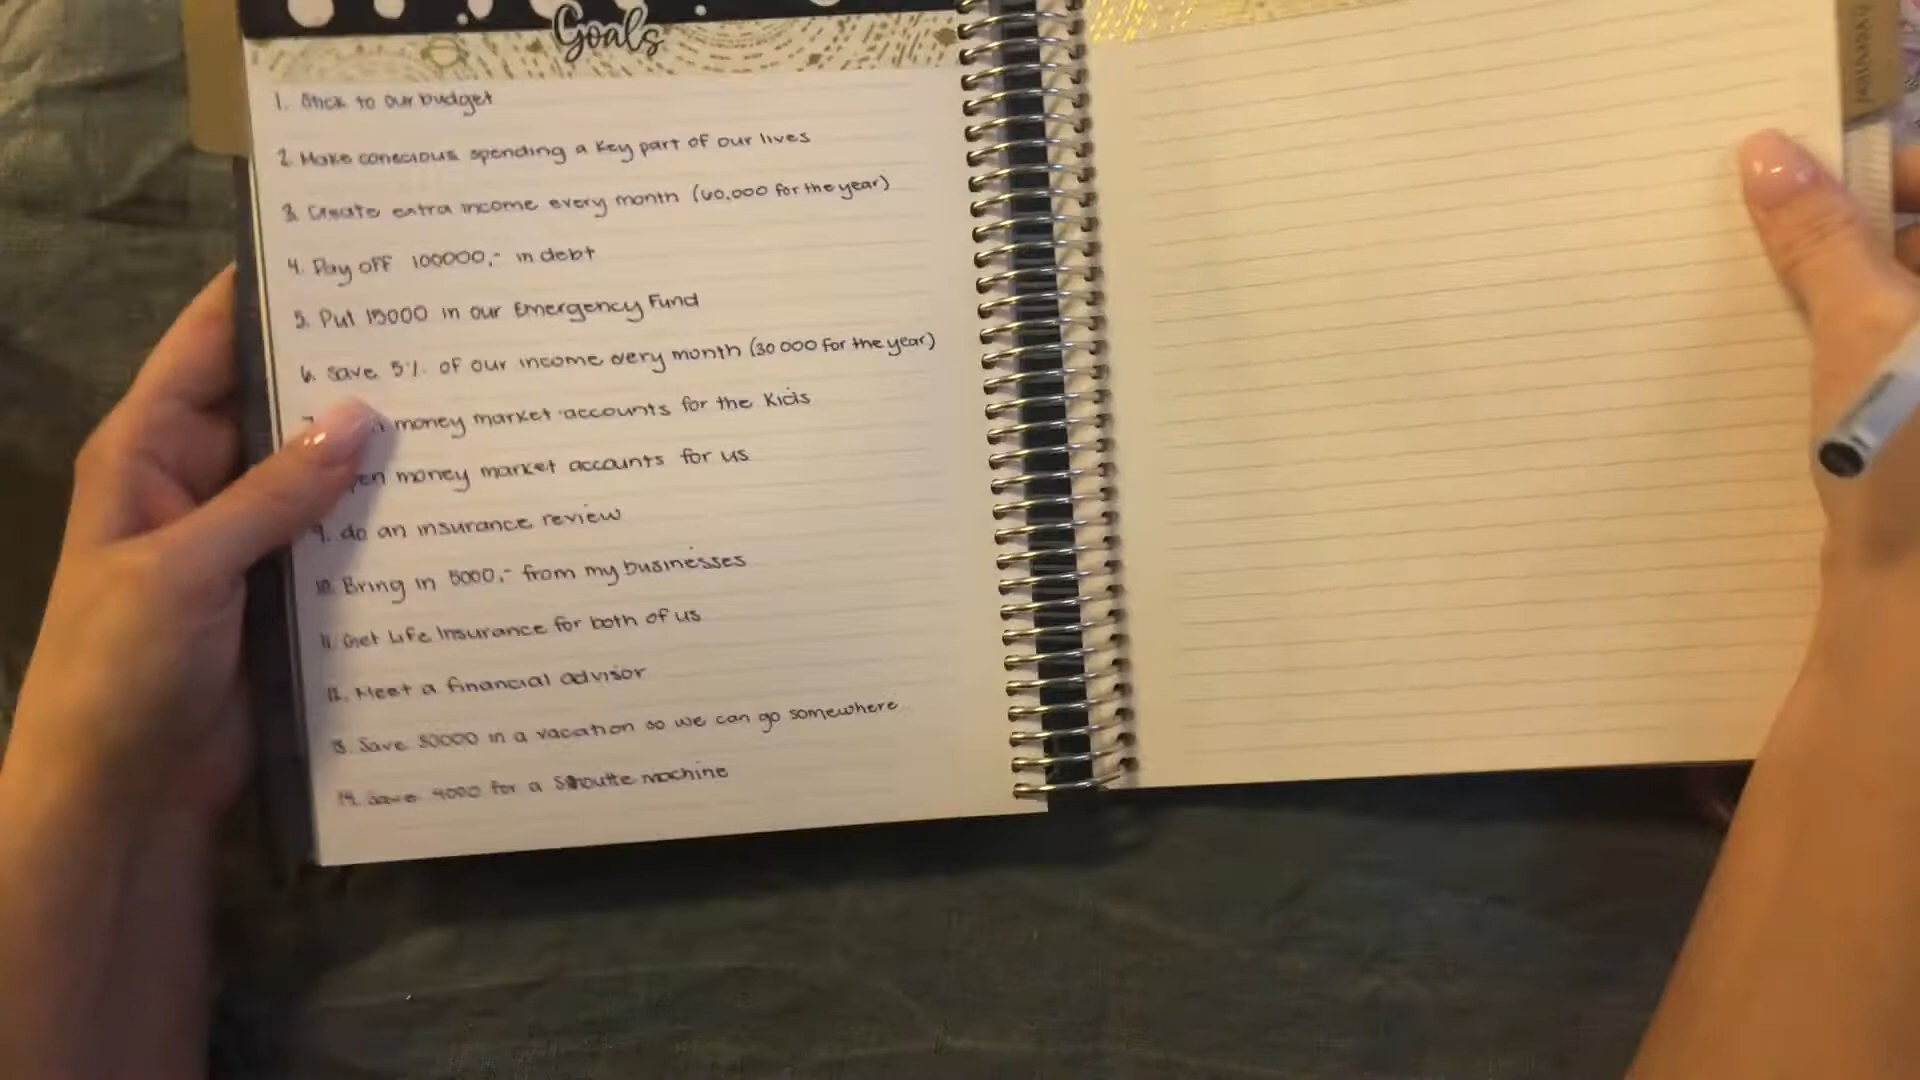 Goals
1. Stick to our budget
2. Make concious spending a key part of our lives
3. Create extra income every month (60.000 for the year)
4. Pay off 100000,- in debt
5. Put 15000 in our Emergency Fund
6. Save 5% of our income every month (30 000 for the year)
money market accounts for the kids
pen money market accounts for us
9. do an insurance review
10. Bring in 5000,- from my businesses
11. Get Life Insurance for both of us
12. Meet a financial advisor
13. Save 30000 in a vacation so we can go somewhere
14. Save 4000 for a machine
JANUARY